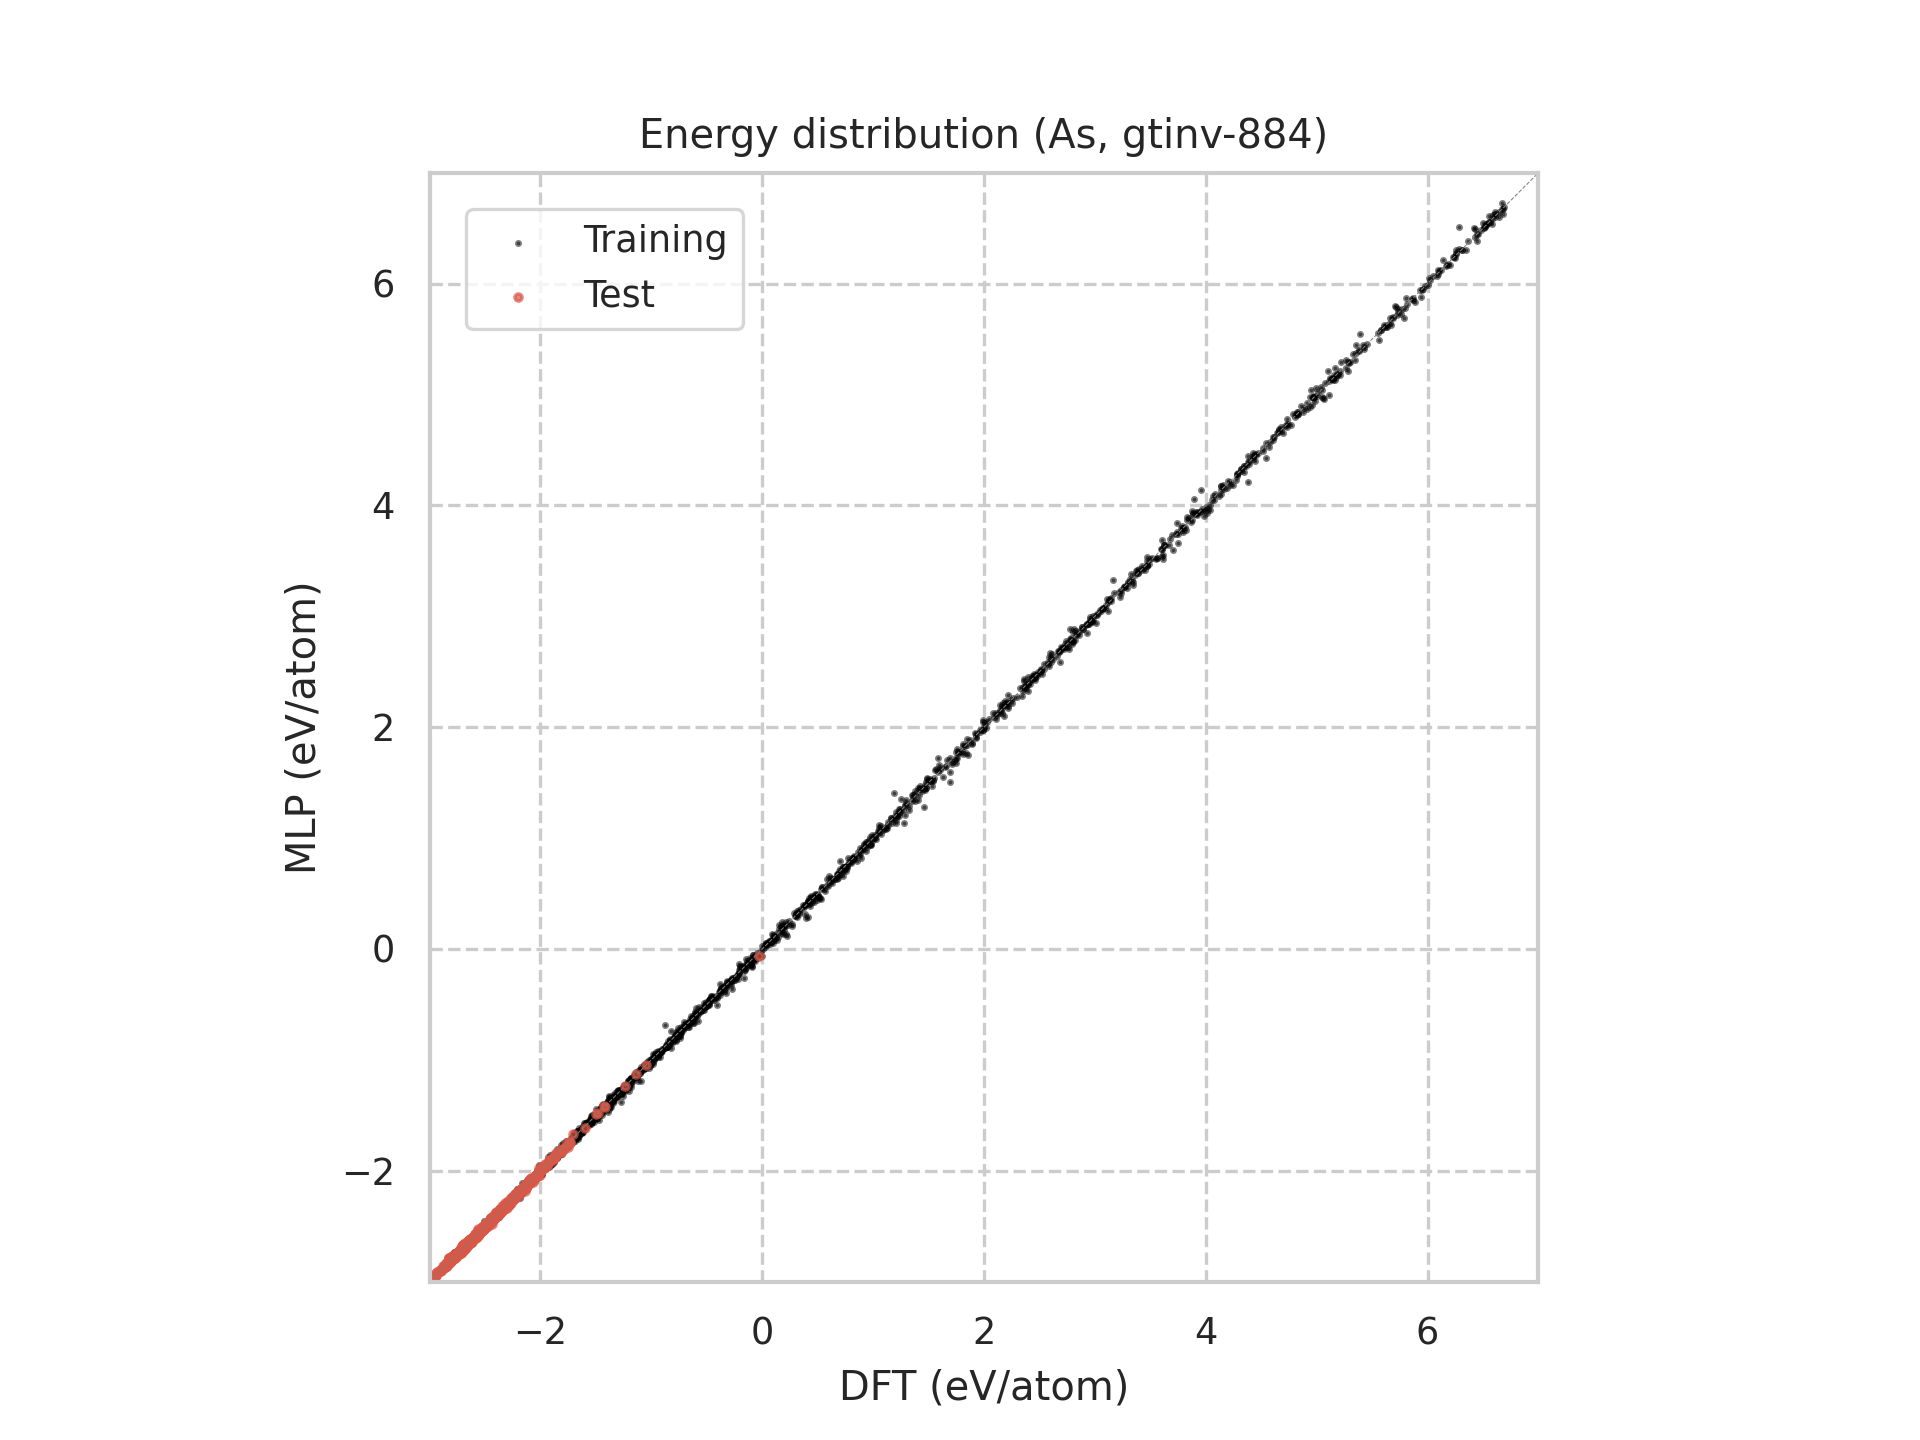 Energy distribution (As, gtinv-884)
Training
Test
6
4
2
0
−2
MLP (eV/atom)
−2 0 2 4 6
DFT (eV/atom)